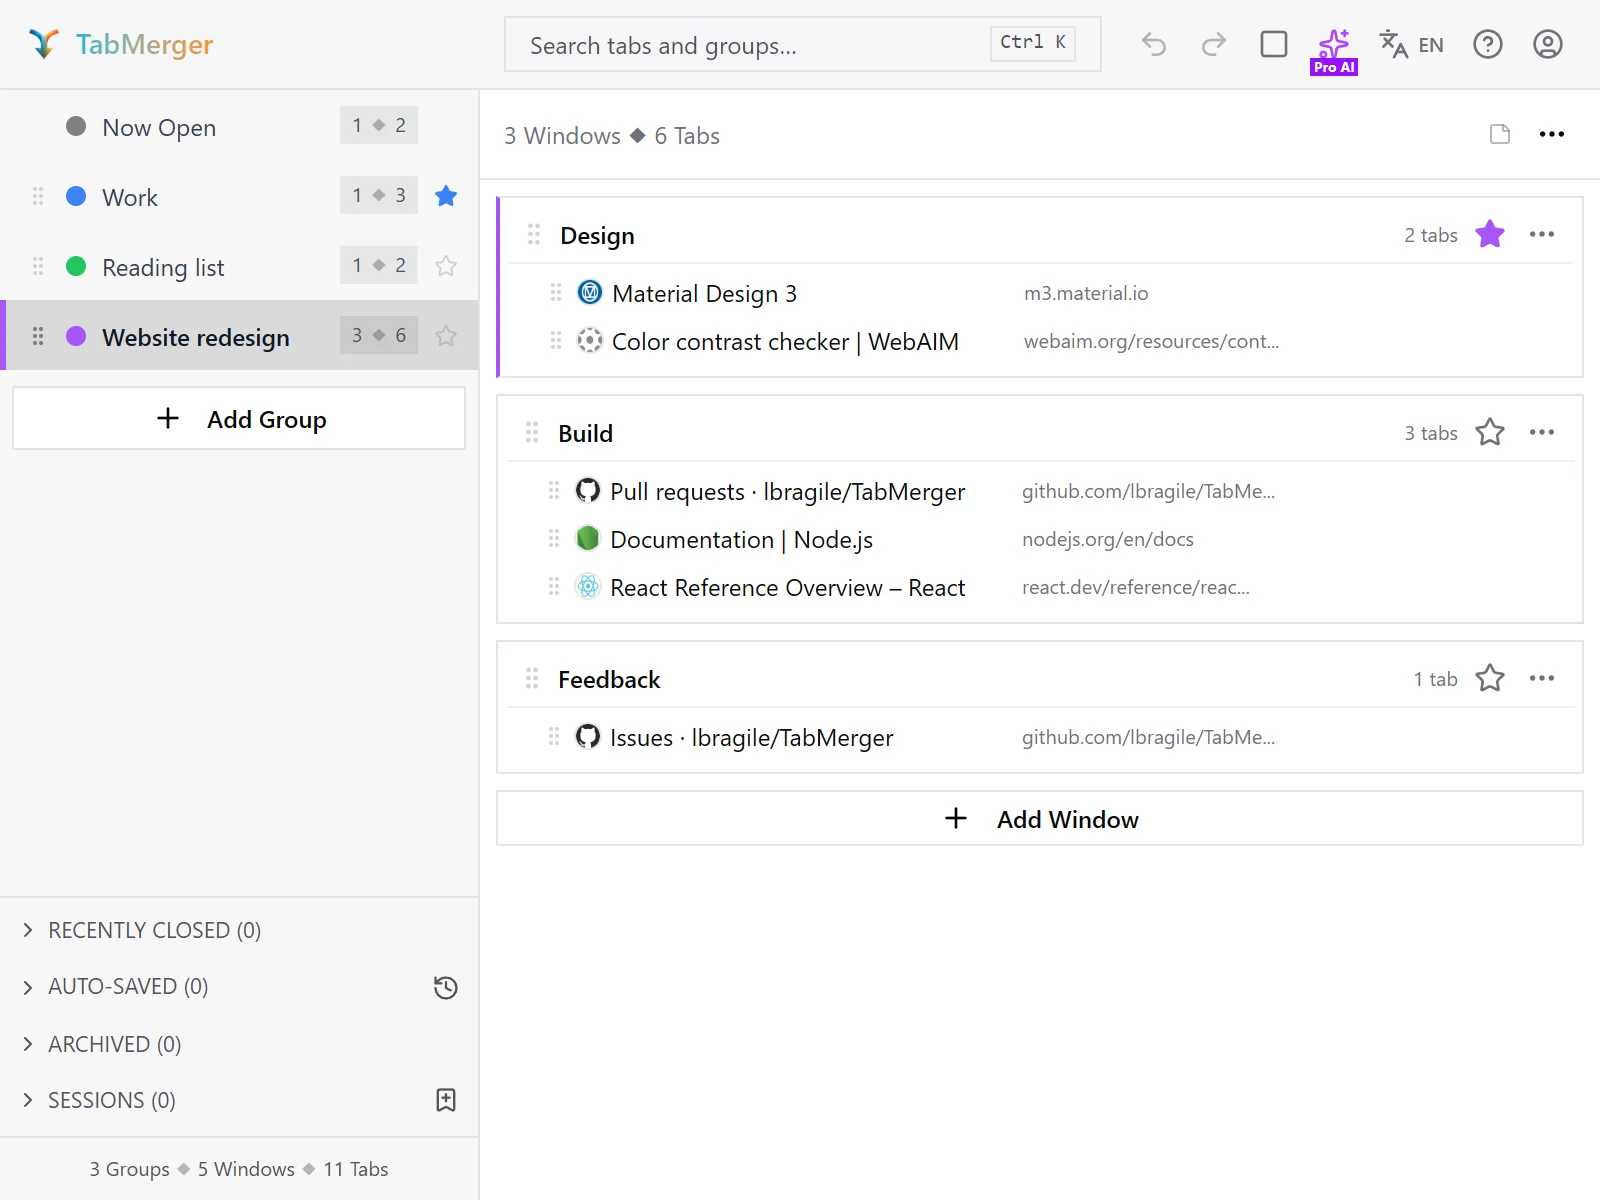 TabMerger
Search tabs and groups...
Ctrl K
Pro AI
EN
Now Open
1 ◆ 2
Work
1 ◆ 3
Reading list
1 ◆ 2
Website redesign
3 ◆ 6
Add Group
RECENTLY CLOSED (0)
AUTO-SAVED (0)
ARCHIVED (0)
SESSIONS (0)
3 Groups ◆ 5 Windows ◆ 11 Tabs
3 Windows ◆ 6 Tabs
Design
2 tabs
Material Design 3
m3.material.io
Color contrast checker | WebAIM
webaim.org/resources/cont...
Build
3 tabs
Pull requests · lbragile/TabMerger
github.com/lbragile/TabMe...
Documentation | Node.js
nodejs.org/en/docs
React Reference Overview – React
react.dev/reference/reac...
Feedback
1 tab
Issues · lbragile/TabMerger
github.com/lbragile/TabMe...
Add Window